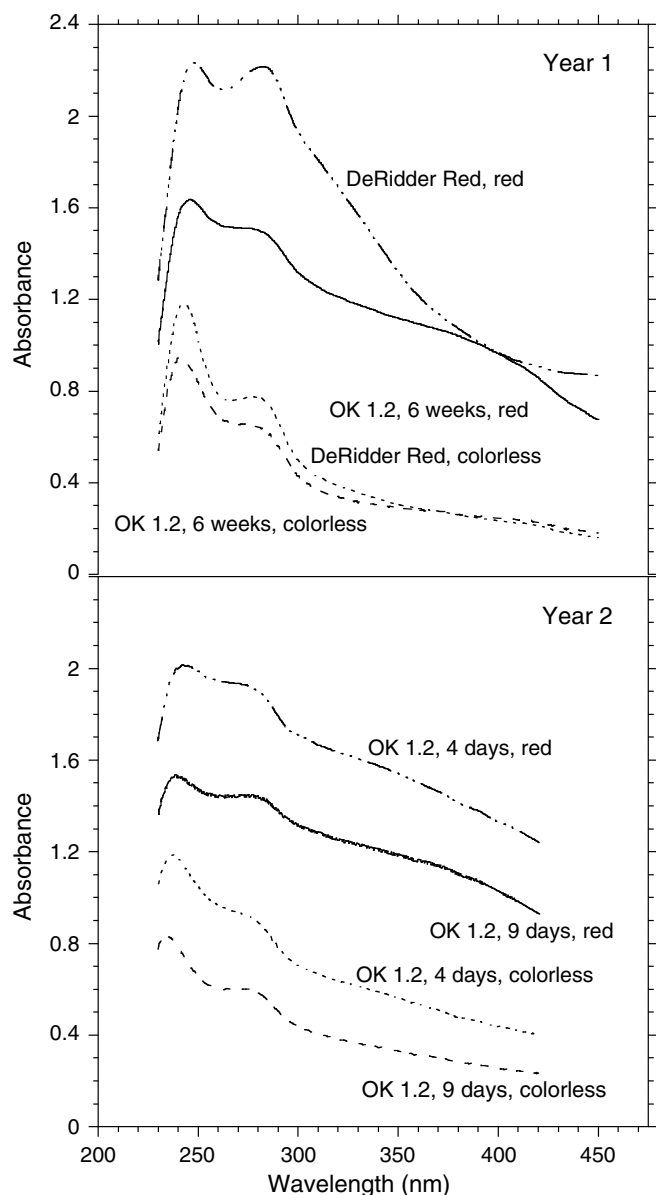 2.4
Year 1
2
DeRidder Red, red
1.6
Absorbance
1.2
0.8
OK 1.2, 6 weeks, red
DeRidder Red, colorless
0.4
OK 1.2, 6 weeks, colorless
0
Year 2
2
OK 1.2, 4 days, red
1.6
Absorbance
1.2
OK 1.2, 9 days, red
0.8
OK 1.2, 4 days, colorless
0.4
OK 1.2, 9 days, colorless
0
200 250 300 350 400 450
Wavelength (nm)